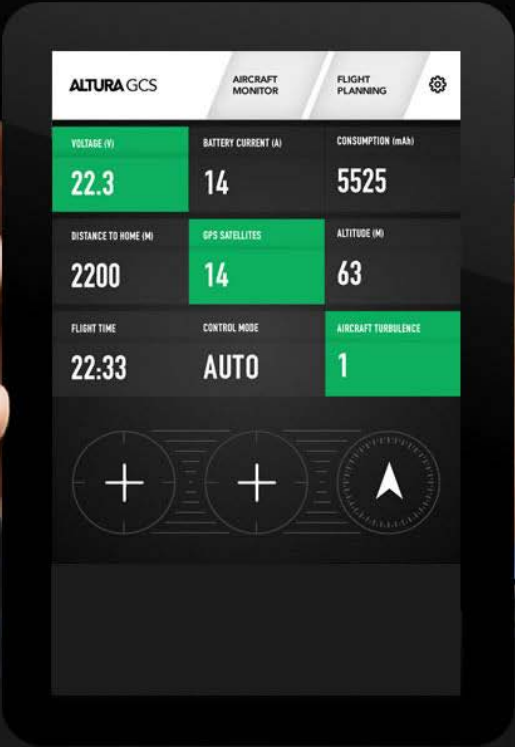 ALTURA GCS
AIRCRAFT
MONITOR
FLIGHT
PLANNING
VOLTAGE (V)
22.3
BATTERY CURRENT (A)
14
CONSUMPTION (mAh)
5525
DISTANCE TO HOME (M)
2200
GPS SATELLITES
14
ALTITUDE (M)
63
FLIGHT TIME
22:33
CONTROL MODE
AUTO
AIRCRAFT TURBULENCE
1